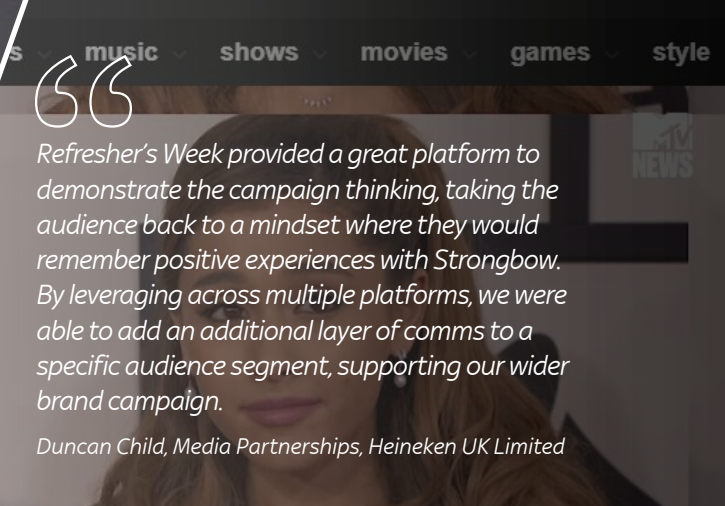 s music shows movies games style
MTV
NEWS
Refresher’s Week provided a great platform to
demonstrate the campaign thinking, taking the
audience back to a mindset where they would
remember positive experiences with Strongbow.
By leveraging across multiple platforms, we were
able to add an additional layer of comms to a
specific audience segment, supporting our wider
brand campaign.
Duncan Child, Media Partnerships, Heineken UK Limited